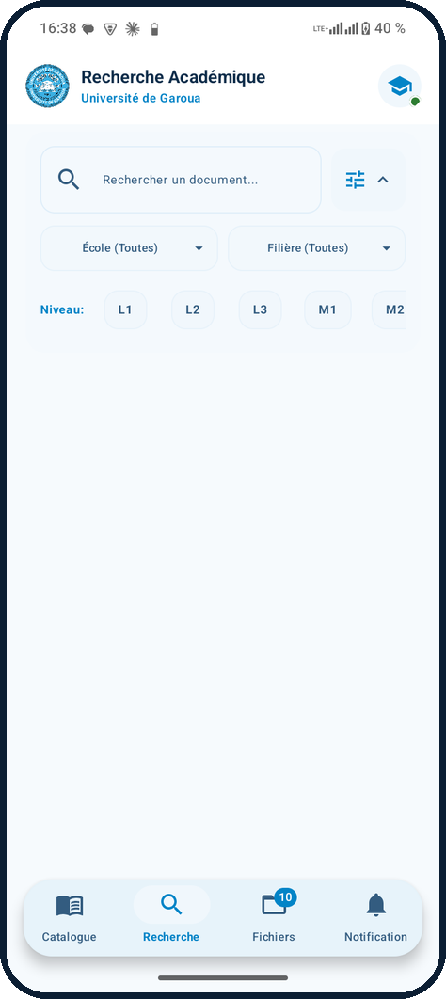 16:38
LTE+ 40 %
Recherche Académique
Université de Garoua
Rechercher un document...
École (Toutes)
Filière (Toutes)
Niveau: L1 L2 L3 M1 M2
10
Catalogue Recherche Fichiers Notification